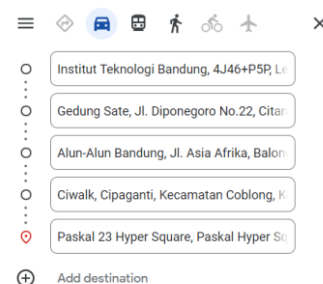 Institut Teknologi Bandung, 4J46+P5P, Le
Gedung Sate, Jl. Diponegoro No.22, Citar
Alun-Alun Bandung, Jl. Asia Afrika, Balon
Ciwalk, Cipaganti, Kecamatan Coblong, K
Paskal 23 Hyper Square, Paskal Hyper Sq
Add destination